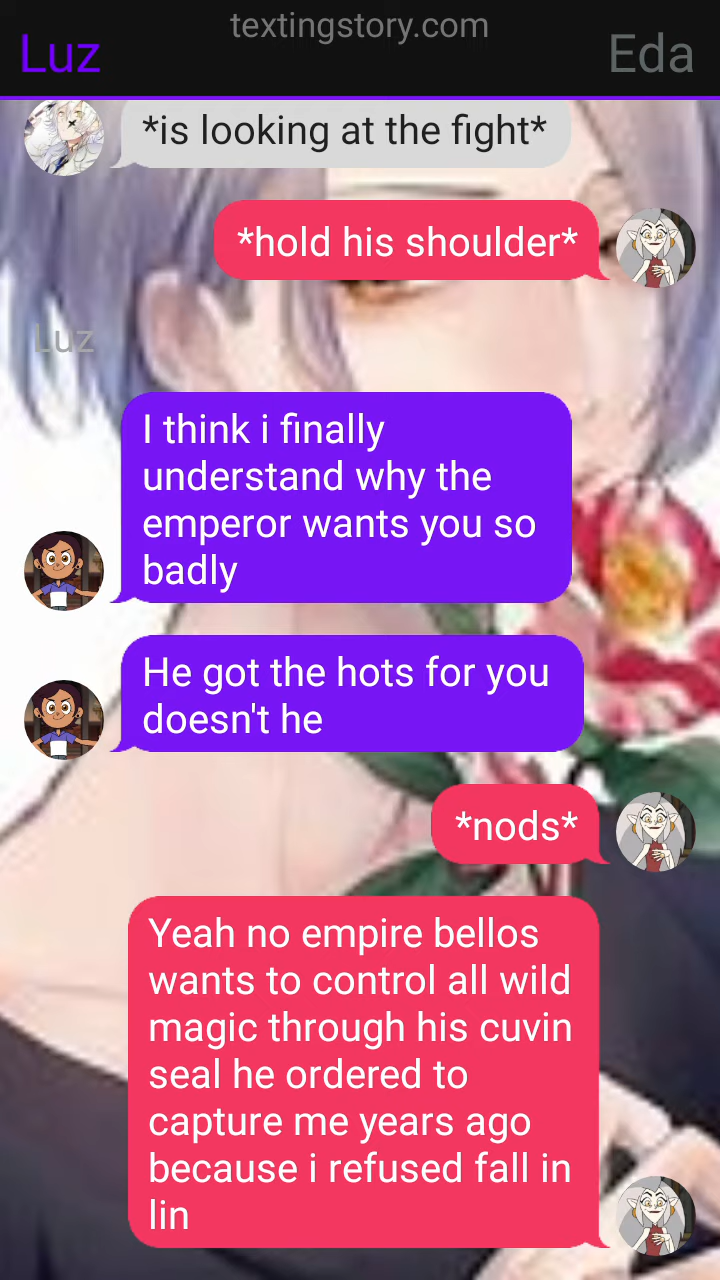 textingstory.com
Luz
Eda
*is looking at the fight*
*hold his shoulder*
Luz
I think i finally
understand why the
emperor wants you so
badly
He got the hots for you
doesn't he
*nods*
Yeah no empire bellos
wants to control all wild
magic through his cuvin
seal he ordered to
capture me years ago
because i refused fall in
lin